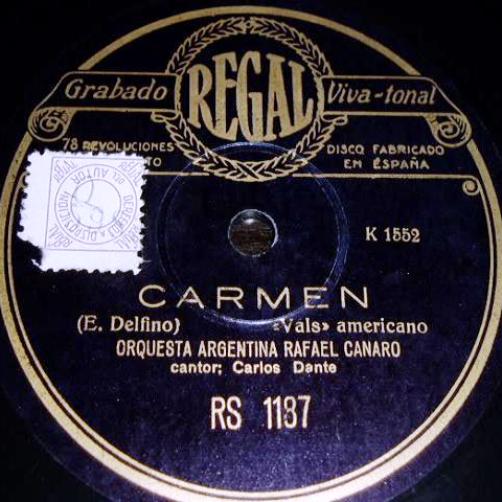 REGAL
Grabado Viva-tonal
78 REVOLUCIONES DISCO FABRICADO
EN ESPAÑA
K 1552
CARMEN
(E. Delfino) «Vals» americano
ORQUESTA ARGENTINA RAFAEL CANARO
cantor; Carlos Dante
RS 1187